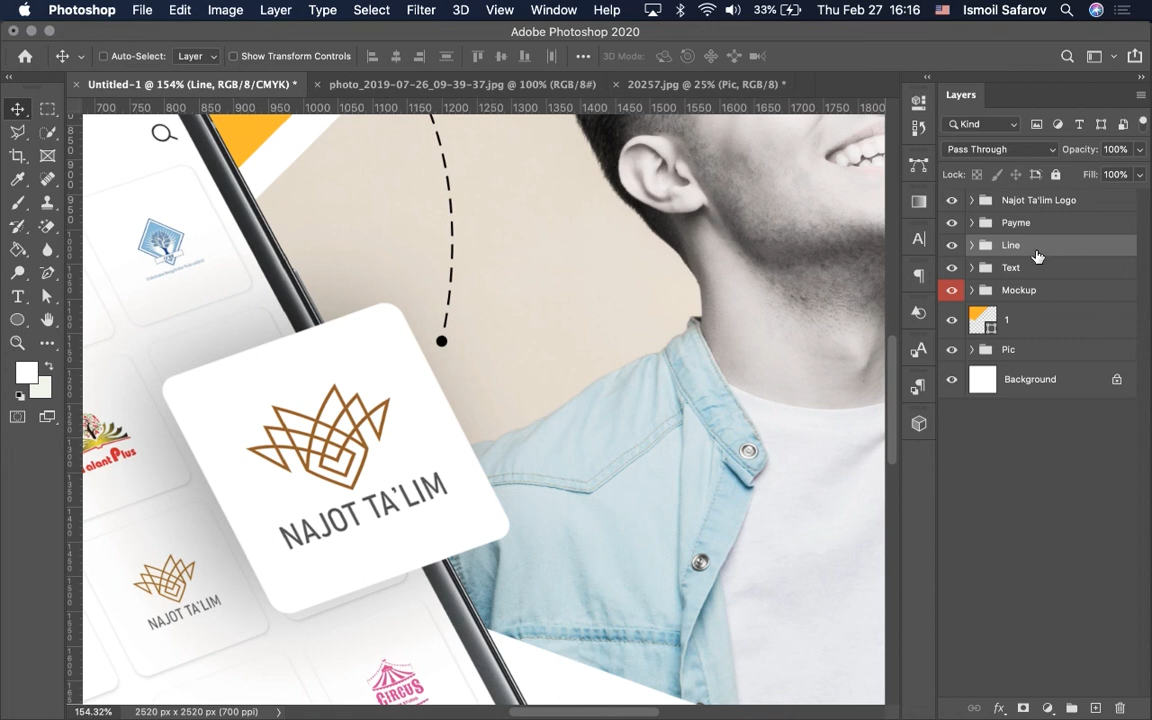 Photoshop File Edit Image Layer Type Select Filter 3D View Window Help 33% Thu Feb 27 16:16 Ismoil Safarov
Adobe Photoshop 2020
Auto-Select: Layer Show Transform Controls 3D Mode:
Untitled-1 @ 154% (Line, RGB/8/CMYK) * photo_2019-07-26_09-39-37.jpg @ 100% (RGB/8#) 20257.jpg @ 25% (Pic, RGB/8) *
700 750 800 850 900 950 1000 1050 1100 1150 1200 1250 1300 1350 1400 1450 1500 1550 1600 1650 1700 1750 1800
Layers
Kind
Pass Through Opacity: 100%
Lock: Fill: 100%
Najot Ta'lim Logo
Payme
Line
Text
Mockup
1
Pic
Background
talant Plus
NAJOT TA'LIM
NAJOT TA'LIM
CIRCUS
154.32% 2520 px x 2520 px (700 ppi)